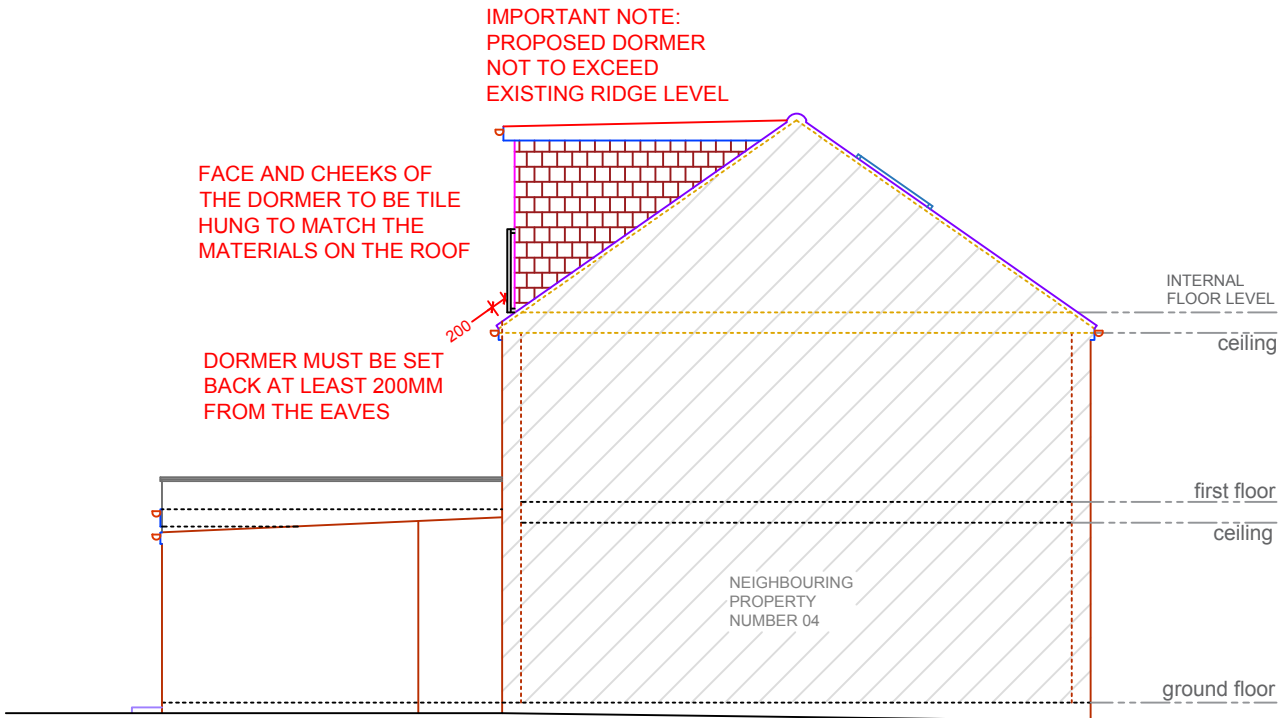 IMPORTANT NOTE:
PROPOSED DORMER
NOT TO EXCEED
EXISTING RIDGE LEVEL
FACE AND CHEEKS OF
THE DORMER TO BE TILE
HUNG TO MATCH THE
MATERIALS ON THE ROOF
INTERNAL
FLOOR LEVEL
200
ceiling
DORMER MUST BE SET
BACK AT LEAST 200MM
FROM THE EAVES
first floor
ceiling
NEIGHBOURING
PROPERTY
NUMBER 04
ground floor